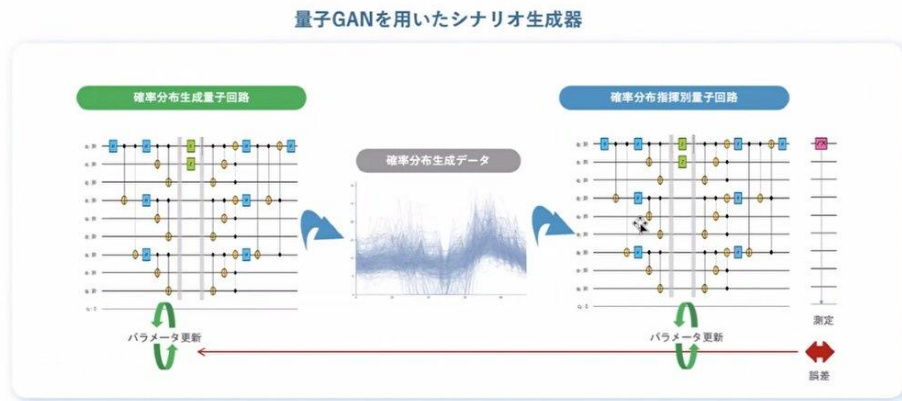 量子GANを用いたシナリオ生成器
確率分布生成量子回路
確率分布指揮別量子回路
確率分布生成データ
測定
パラメータ更新
パラメータ更新
誤差